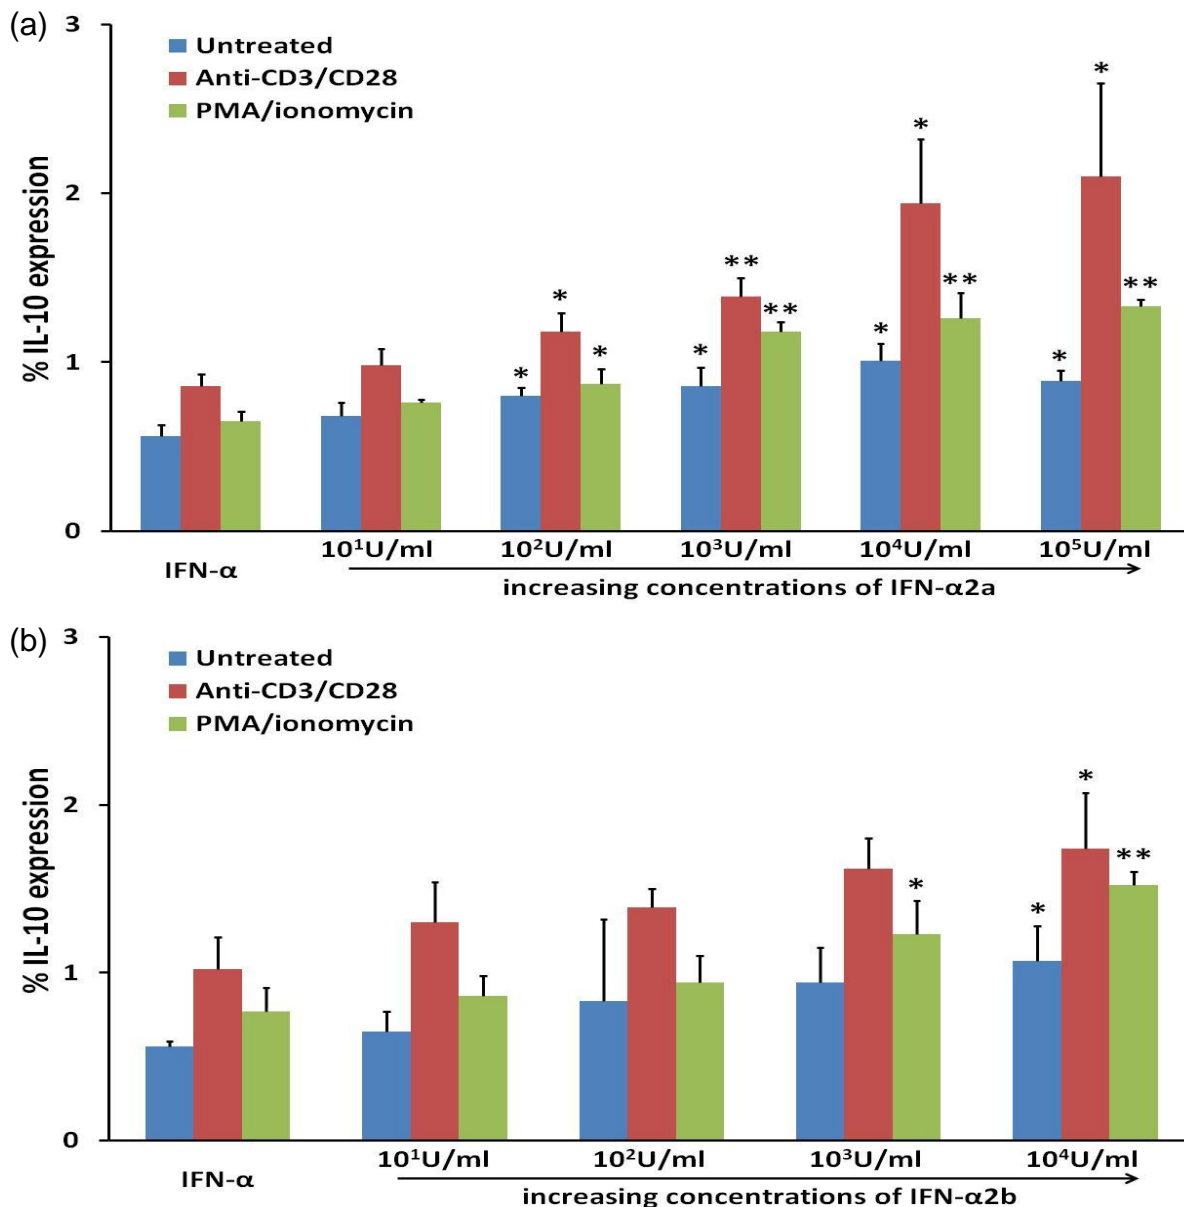 (a)
3
Untreated
Anti-CD3/CD28
PMA/ionomycin
% IL-10 expression
2
1
0
* * * ** ** * * * ** * * * **
IFN-α
10¹U/ml 10²U/ml 10³U/ml 10⁴U/ml 10⁵U/ml
increasing concentrations of IFN-α2a
(b)
3
Untreated
Anti-CD3/CD28
PMA/ionomycin
% IL-10 expression
2
1
0
* * * **
IFN-α
10¹U/ml 10²U/ml 10³U/ml 10⁴U/ml
increasing concentrations of IFN-α2b